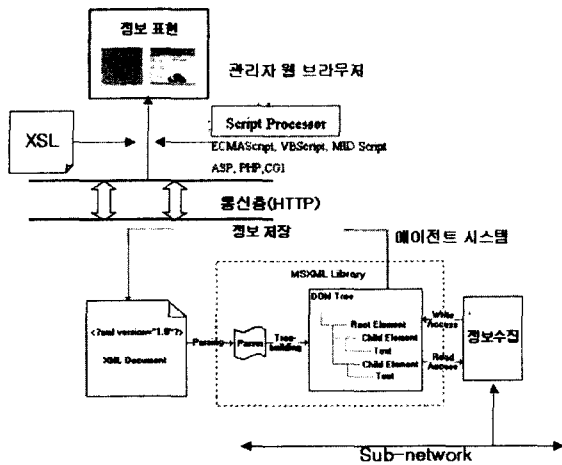 정보 표현
관리자 웹 브라우저
XSL
Script Processor
ECMAScript, VBScript, MID Script
ASP, PHP,CGI
통신흡(HTTP)
정보 저장
에이전트 시스템
MSXML Library
DOM Tree
<?xml version="1.0"?>
XML Document
Parsing
Parser
Tree-
building
Root Element
Child Element
Text
Child Element
Text
Write
Access
Read
Access
정보수집
Sub-network